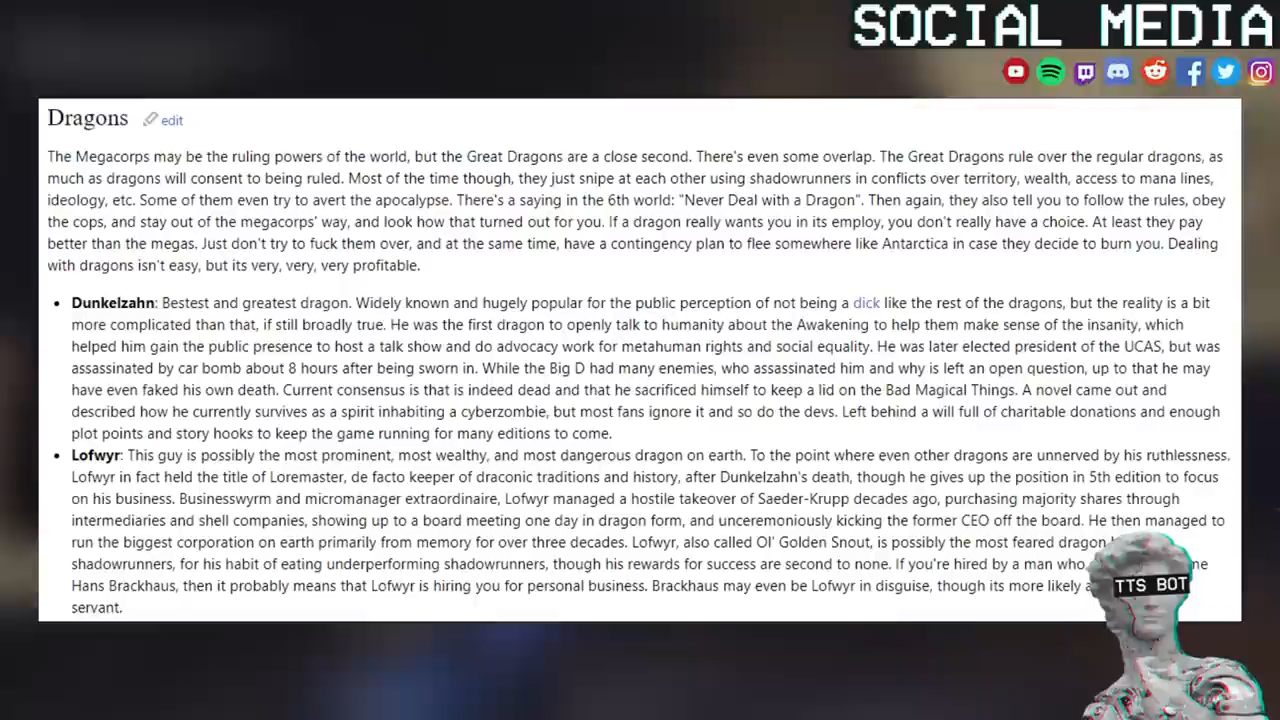 SOCIAL MEDIA
Dragons edit
The Megacorps may be the ruling powers of the world, but the Great Dragons are a close second. There's even some overlap. The Great Dragons rule over the regular dragons, as
much as dragons will consent to being ruled. Most of the time though, they just snipe at each other using shadowrunners in conflicts over territory, wealth, access to mana lines,
ideology, etc. Some of them even try to avert the apocalypse. There's a saying in the 6th world: "Never Deal with a Dragon". Then again, they also tell you to follow the rules, obey
the cops, and stay out of the megacorps' way, and look how that turned out for you. If a dragon really wants you in its employ, you don't really have a choice. At least they pay
better than the megas. Just don't try to fuck them over, and at the same time, have a contingency plan to flee somewhere like Antarctica in case they decide to burn you. Dealing
with dragons isn't easy, but its very, very, very profitable.
• Dunkelzahn: Bestest and greatest dragon. Widely known and hugely popular for the public perception of not being a dick like the rest of the dragons, but the reality is a bit
more complicated than that, if still broadly true. He was the first dragon to openly talk to humanity about the Awakening to help them make sense of the insanity, which
helped him gain the public presence to host a talk show and do advocacy work for metahuman rights and social equality. He was later elected president of the UCAS, but was
assassinated by car bomb about 8 hours after being sworn in. While the Big D had many enemies, who assassinated him and why is left an open question, up to that he may
have even faked his own death. Current consensus is that is indeed dead and that he sacrificed himself to keep a lid on the Bad Magical Things. A novel came out and
described how he currently survives as a spirit inhabiting a cyberzombie, but most fans ignore it and so do the devs. Left behind a will full of charitable donations and enough
plot points and story hooks to keep the game running for many editions to come.
• Lofwyr: This guy is possibly the most prominent, most wealthy, and most dangerous dragon on earth. To the point where even other dragons are unnerved by his ruthlessness.
Lofwyr in fact held the title of Loremaster, de facto keeper of draconic traditions and history, after Dunkelzahn's death, though he gives up the position in 5th edition to focus
on his business. Businesswyrm and micromanager extraordinaire, Lofwyr managed a hostile takeover of Saeder-Krupp decades ago, purchasing majority shares through
intermediaries and shell companies, showing up to a board meeting one day in dragon form, and unceremoniously kicking the former CEO off the board. He then managed to
run the biggest corporation on earth primarily from memory for over three decades. Lofwyr, also called Ol' Golden Snout, is possibly the most feared dragon
shadowrunners, for his habit of eating underperforming shadowrunners, though his rewards for success are second to none. If you're hired by a man who
Hans Brackhaus, then it probably means that Lofwyr is hiring you for personal business. Brackhaus may even be Lofwyr in disguise, though its more likely
servant.
TTS BOT